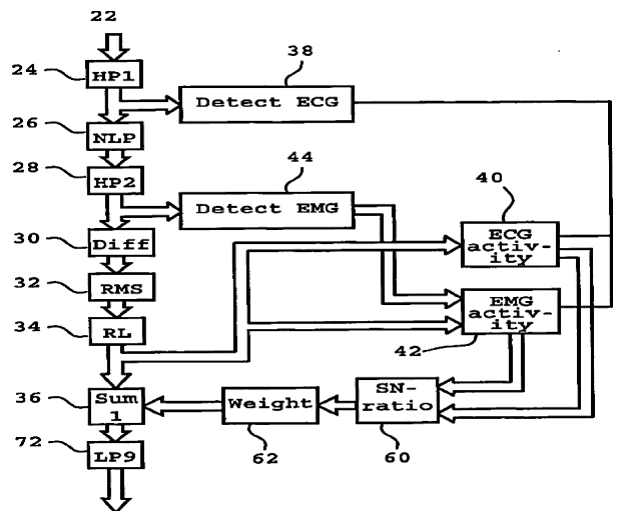 22
24
HP1
38
Detect ECG
26
NLP
28
HP2
44
Detect EMG
40
ECG
activ-
ity
30
Diff
32
RMS
EMG
activ-
ity
34
RL
42
36
Sum
1
Weight
SN-
ratio
62
60
72
LP9